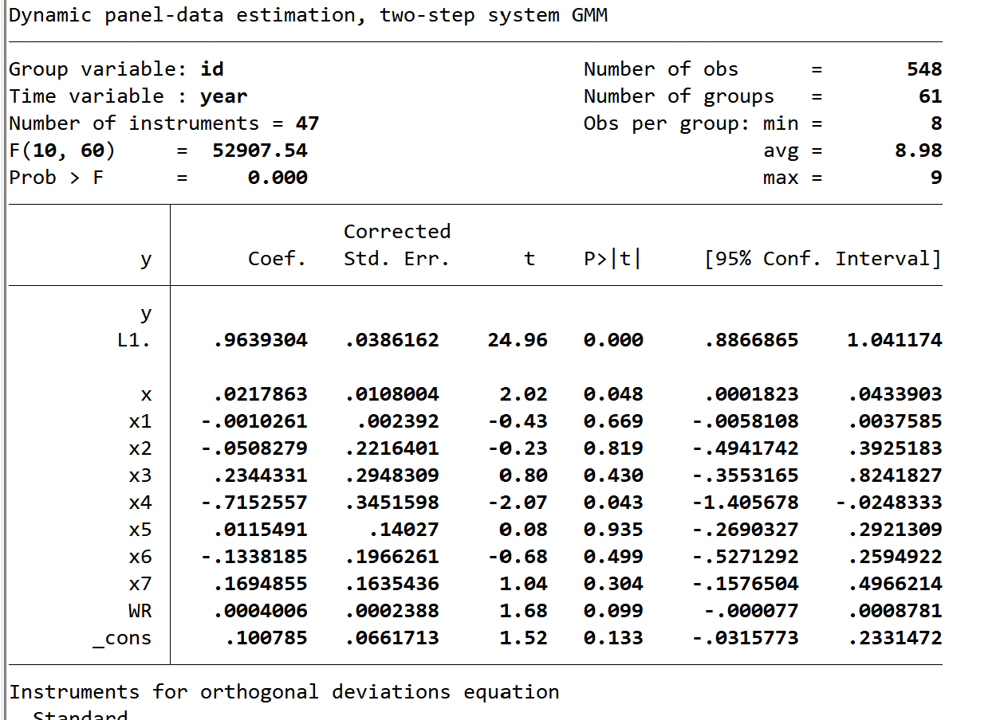 Dynamic panel-data estimation, two-step system GMM
Group variable: id Number of obs = 548
Time variable : year Number of groups = 61
Number of instruments = 47 Obs per group: min = 8
F(10, 60) = 52907.54 avg = 8.98
Prob > F = 0.000 max = 9
Corrected
y Coef. Std. Err. t P>|t| [95% Conf. Interval]
y
L1. .9639304 .0386162 24.96 0.000 .8866865 1.041174
x .0217863 .0108004 2.02 0.048 .0001823 .0433903
x1 -.0010261 .002392 -0.43 0.669 -.0058108 .0037585
x2 -.0508279 .2216401 -0.23 0.819 -.4941742 .3925183
x3 .2344331 .2948309 0.80 0.430 -.3553165 .8241827
x4 -.7152557 .3451598 -2.07 0.043 -1.405678 -.0248333
x5 .0115491 .14027 0.08 0.935 -.2690327 .2921309
x6 -.1338185 .1966261 -0.68 0.499 -.5271292 .2594922
x7 .1694855 .1635436 1.04 0.304 -.1576504 .4966214
WR .0004006 .0002388 1.68 0.099 -.000077 .0008781
_cons .100785 .0661713 1.52 0.133 -.0315773 .2331472
Instruments for orthogonal deviations equation
Standard